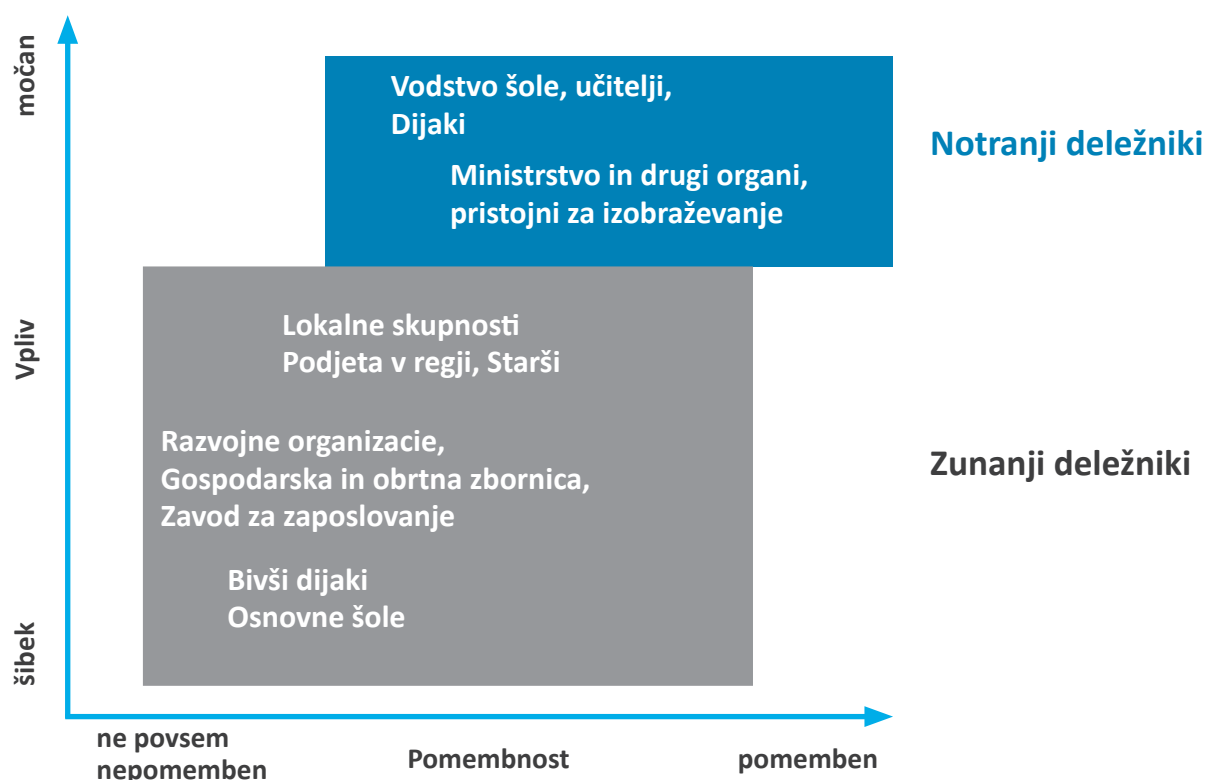 močan
Vodstvo šole, učitelji,
Dijaki
Ministrstvo in drugi organi,
pristojni za izobraževanje
Notranji deležniki
Vpliv
Lokalne skupnosti
Podjeta v regji, Starši
Razvojne organizacie,
Gospodarska in obrtna zbornica,
Zavod za zaposlovanje
Zunanji deležniki
Bivši dijaki
Osnovne šole
šibek
ne povsem
nepomemben
Pomembnost
pomemben